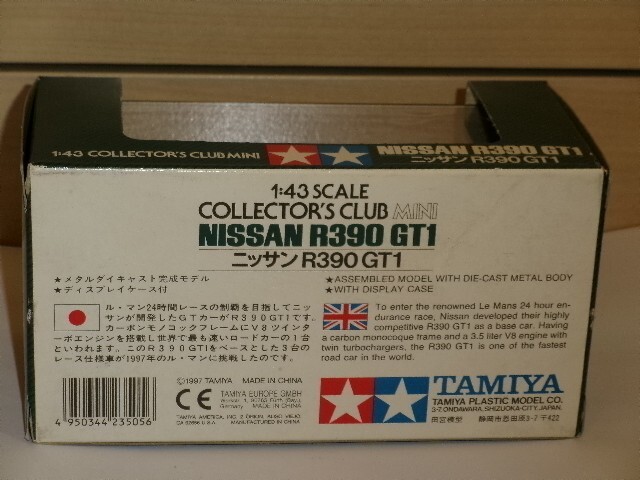 1:43 COLLECTOR'S CLUB MINI
NISSAN R390 GT1
ニッサン R390 GT1
1:43 SCALE
COLLECTOR'S CLUB MINI
NISSAN R390 GT1
ニッサン R390 GT1
★メタルダイキャスト完成モデル
★ディスプレイケース付
★ASSEMBLED MODEL WITH DIE-CAST METAL BODY
★WITH DISPLAY CASE
ル・マン24時間レースの制覇を目指してニッ
サンが開発したGTカーがR390GT1です。
カーボンモノコックフレームにV8ツインタ
ーボエンジンを搭載し世界で最も速いロードカーの1台
といわれます。このR390GT1をベースとした3台の
レース仕様車が1997年のル・マンに挑戦したのです。
To enter the renowned Le Mans 24 hour en-
durance race, Nissan developed their highly
competitive R390 GT1 as a base car. Having
a carbon monocoque frame and a 3.5 liter V8 engine with
twin turbochargers, the R390 GT1 is one of the fastest
road car in the world.
©1997 TAMIYA MADE IN CHINA
CE TAMIYA EUROPE GMBH
Germany MADE IN CHINA
TAMIYA AMERICA, INC.
MANUFACTURED IN CHINA
4 950344 235056
TAMIYA
TAMIYA PLASTIC MODEL CO.
3-7, ONDAWARA, SHIZUOKA-CITY, JAPAN.
田宮模型 静岡市恩田原3-7 〒422